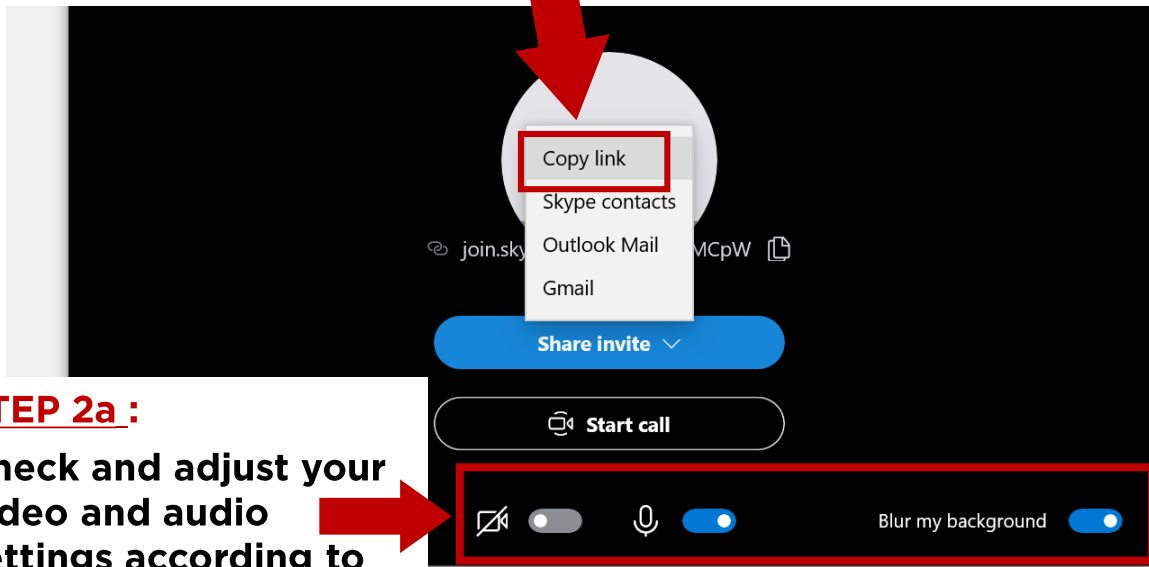 Copy link
Skype contacts
join.sky
Outlook Mail
MCpW
Gmail
Share invite
Start call
TEP 2a :
heck and adjust your
deo and audio
ettings according to
Blur my background